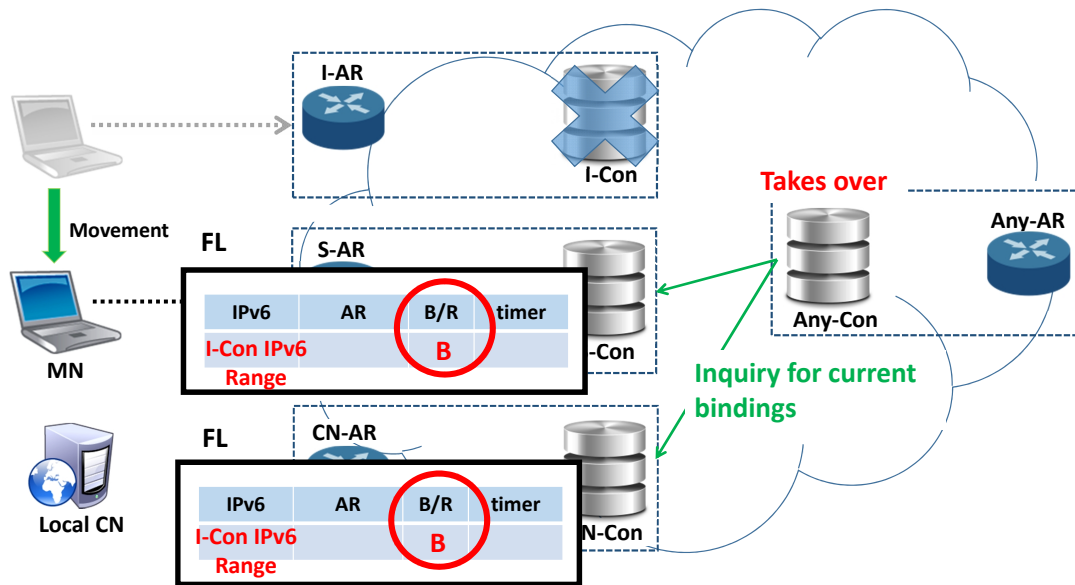 I-AR
I-Con
Takes over
Movement
FL
S-AR
Any-AR
IPv6 AR B/R timer
I-Con IPv6
Range
B
-Con
Any-Con
MN
Inquiry for current
bindings
FL
CN-AR
IPv6 AR B/R timer
I-Con IPv6
Range
B
N-Con
Local CN